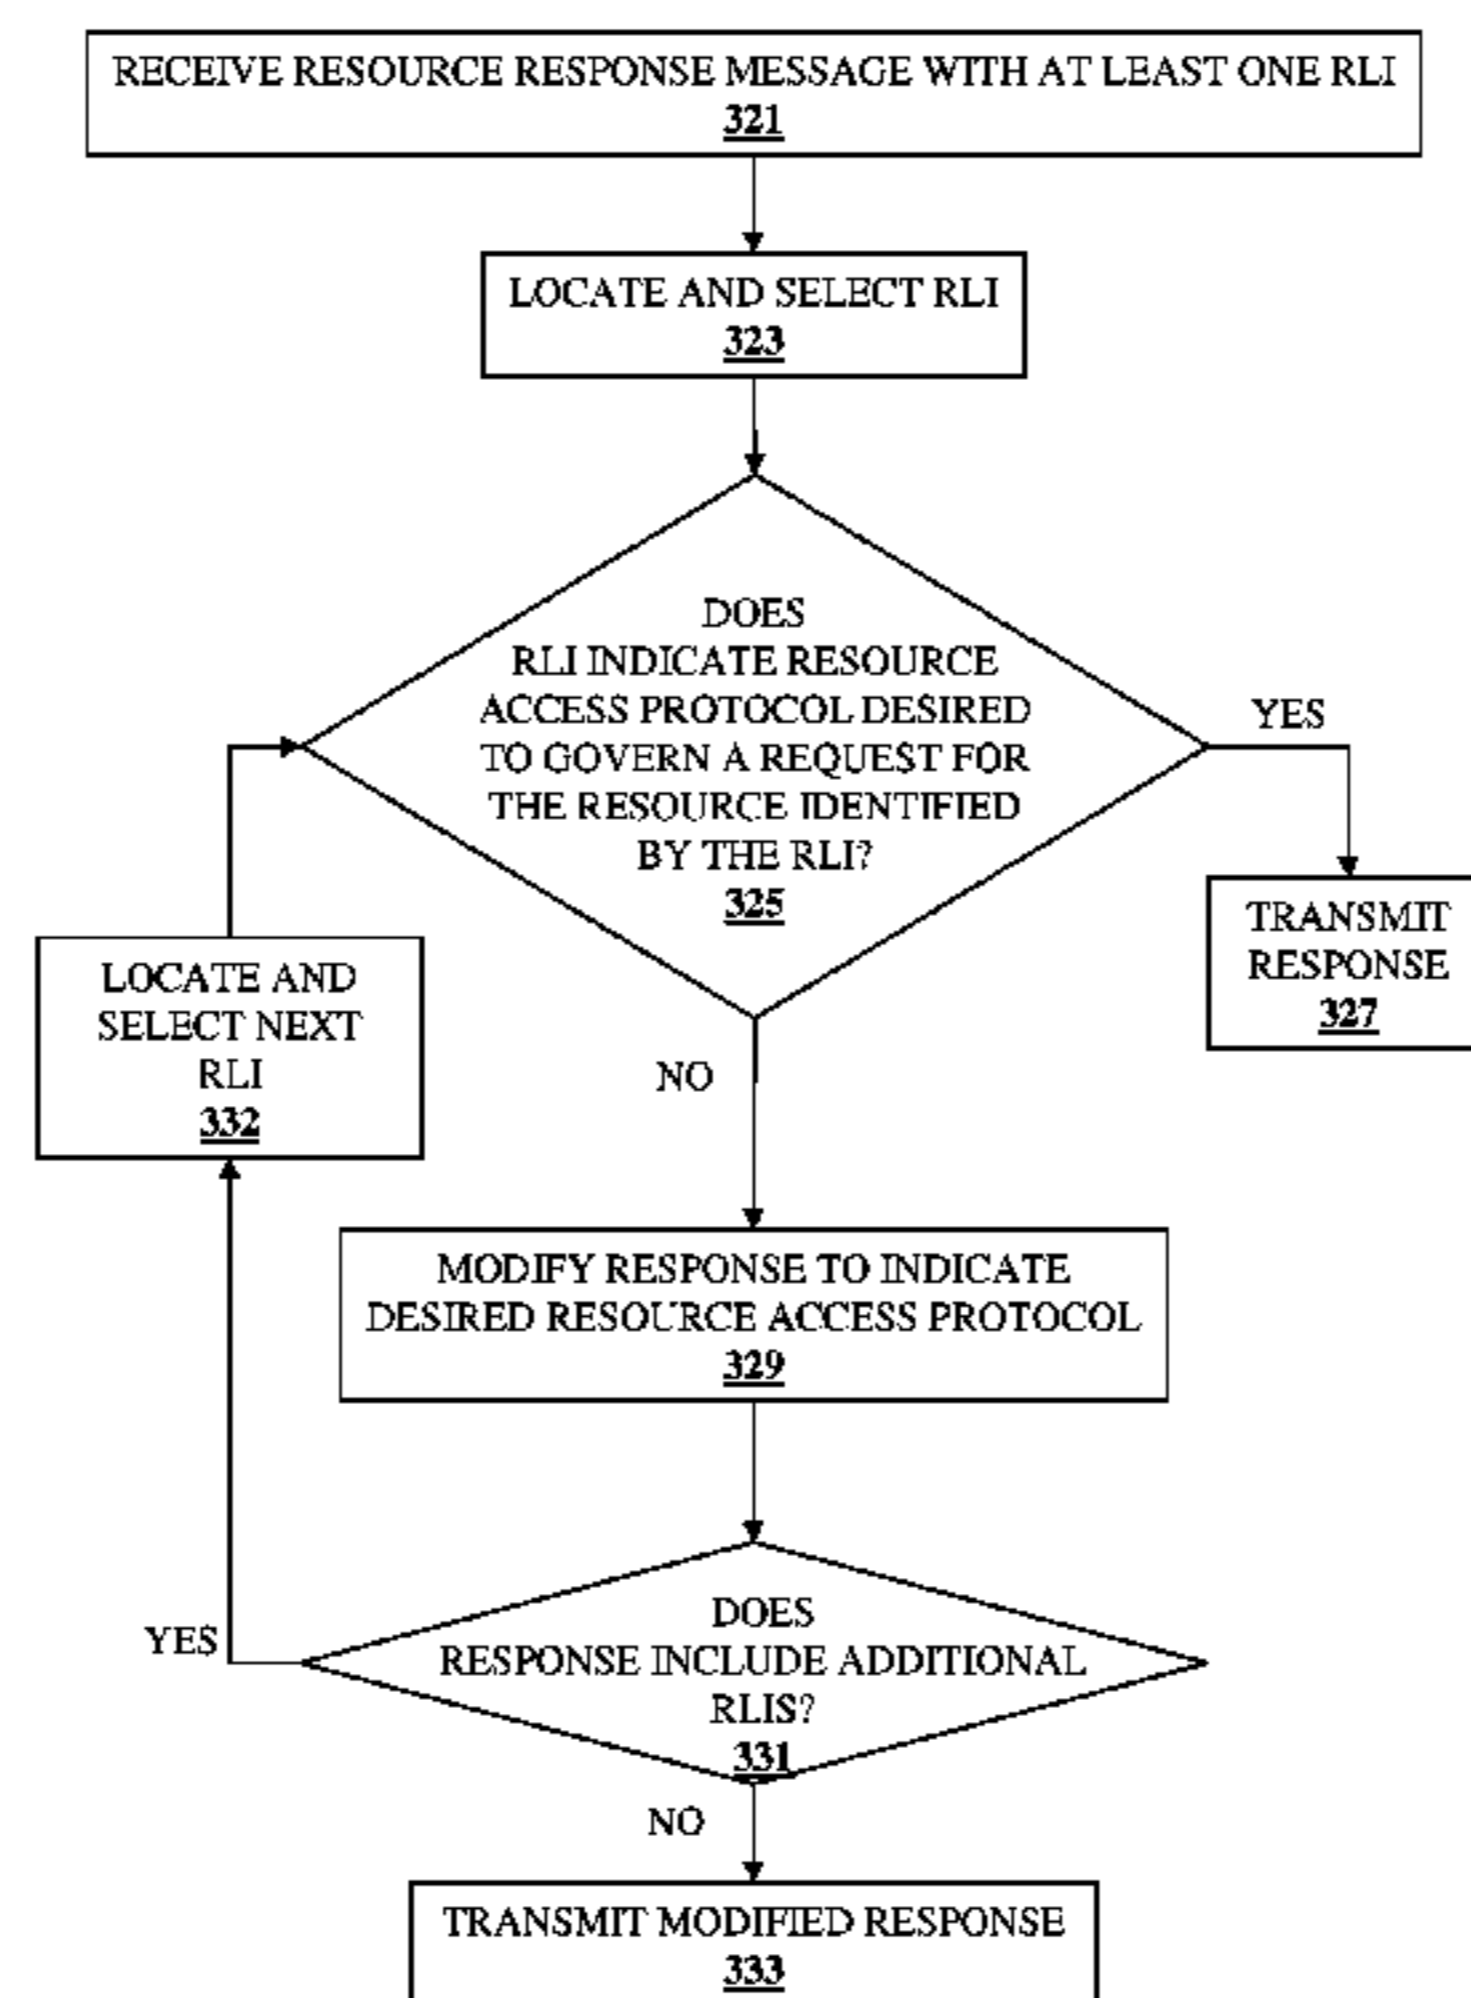 RECEIVE RESOURCE RESPONSE MESSAGE WITH AT LEAST ONE RLI
321
LOCATE AND SELECT RLI
323
DOES
RLI INDICATE RESOURCE
ACCESS PROTOCOL DESIRED
TO GOVERN A REQUEST FOR
THE RESOURCE IDENTIFIED
BY THE RLI?
325
YES
TRANSMIT
RESPONSE
327
LOCATE AND
SELECT NEXT
RLI
332
NO
MODIFY RESPONSE TO INDICATE
DESIRED RESOURCE ACCESS PROTOCOL
329
DOES
RESPONSE INCLUDE ADDITIONAL
RLIS?
331
YES
NO
TRANSMIT MODIFIED RESPONSE
333